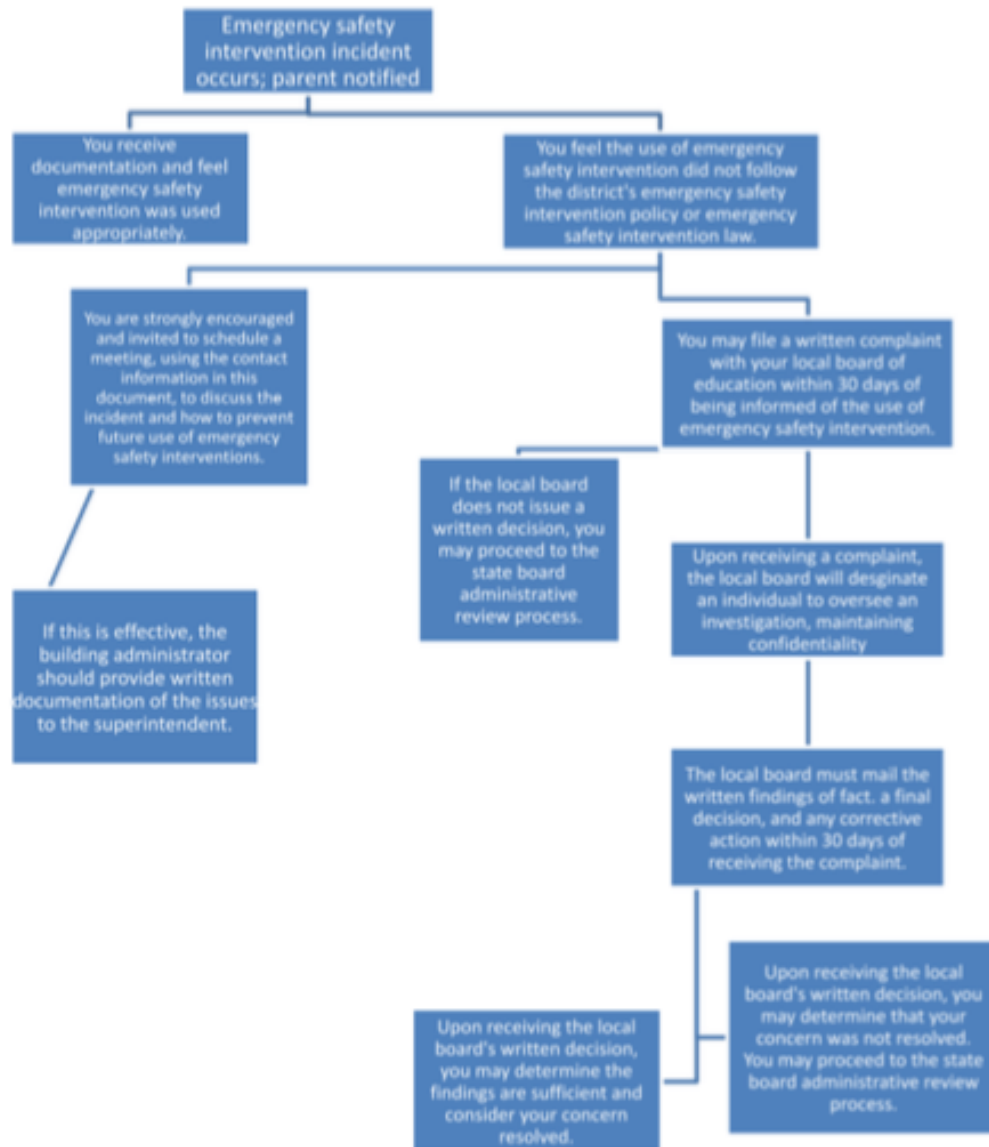 Emergency safety
intervention incident
occurs; parent notified
You receive
documentation and feel
emergency safety
intervention was used
appropriately.
You feel the use of emergency
safety intervention did not follow
the district's emergency safety
intervention policy or emergency
safety intervention law.
You are strongly encouraged
and invited to schedule a
meeting, using the contact
information in this
document, to discuss the
incident and how to prevent
future use of emergency
safety interventions.
You may file a written complaint
with your local board of
education within 30 days of
being informed of the use of
emergency safety intervention.
If the local board
does not issue a
written decision, you
may proceed to the
state board
administrative
review process.
Upon receiving a complaint,
the local board will desginate
an individual to oversee an
investigation, maintaining
confidentiality
If this is effective, the
building administrator
should provide written
documentation of the issues
to the superintendent.
The local board must mail the
written findings of fact. a final
decision, and any corrective
action within 30 days of
receiving the complaint.
Upon receiving the local
board's written decision,
you may determine the
findings are sufficient and
consider your concern
resolved.
Upon receiving the local
board's written decision, you
may determine that your
concern was not resolved.
You may proceed to the state
board administrative review
process.